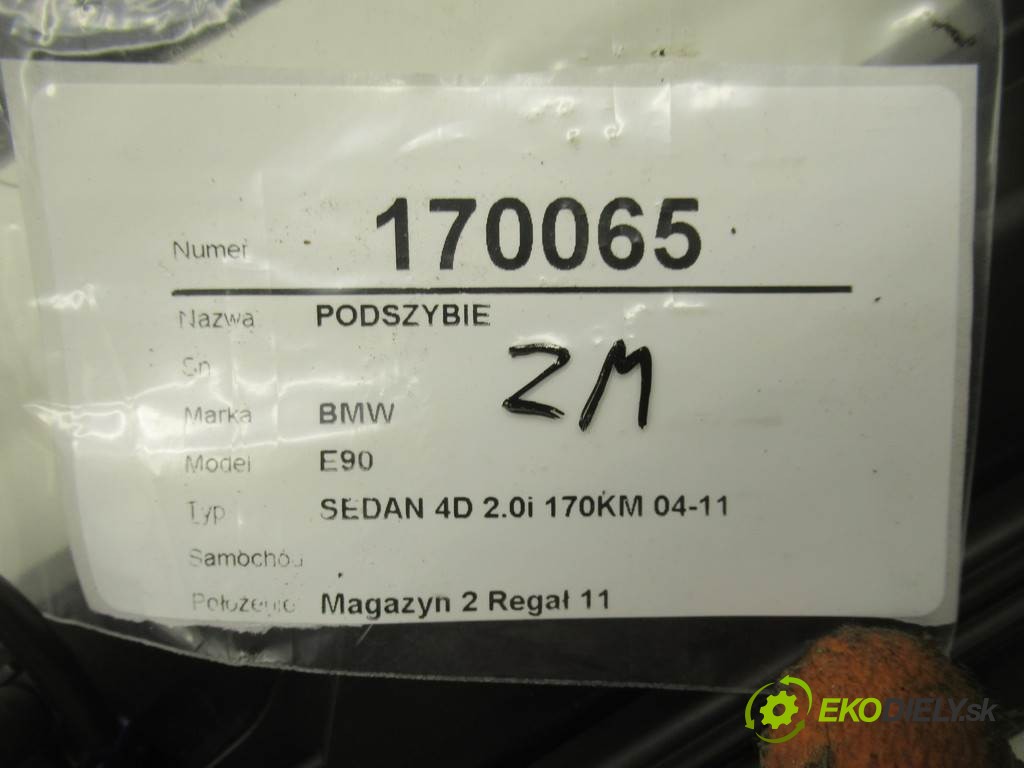 Numer 170065
Nazwa PODSZYBIE
Sn
ZM
Marka BMW
Model E90
Typ SEDAN 4D 2.0i 170KM 04-11
Samochód
Położenie Magazyn 2 Regał 11
EKODIELY.sk